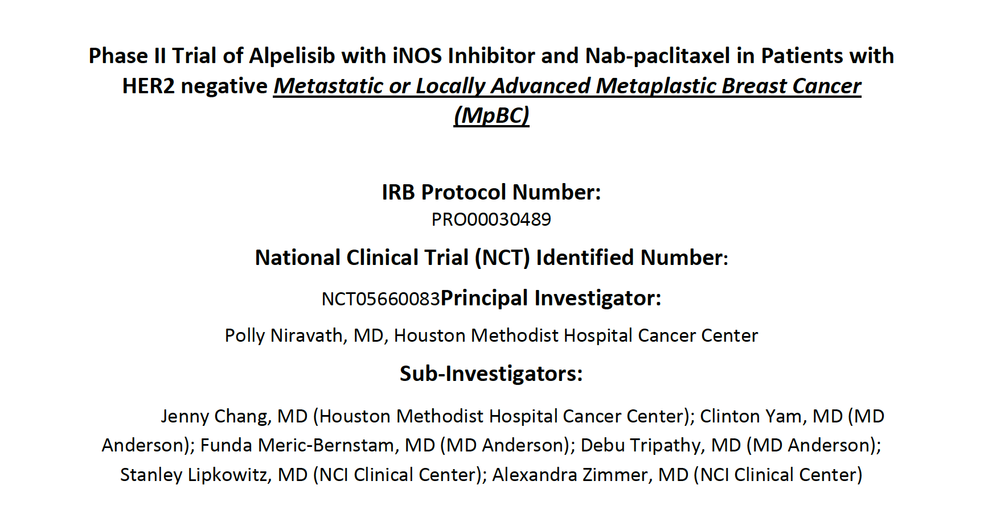 Phase II Trial of Alpelisib with iNOS Inhibitor and Nab-paclitaxel in Patients with
HER2 negative Metastatic or Locally Advanced Metaplastic Breast Cancer
(MpBC)
IRB Protocol Number:
PRO00030489
National Clinical Trial (NCT) Identified Number:
NCT05660083Principal Investigator:
Polly Niravath, MD, Houston Methodist Hospital Cancer Center
Sub-Investigators:
Jenny Chang, MD (Houston Methodist Hospital Cancer Center); Clinton Yam, MD (MD
Anderson); Funda Meric-Bernstam, MD (MD Anderson); Debu Tripathy, MD (MD Anderson);
Stanley Lipkowitz, MD (NCI Clinical Center); Alexandra Zimmer, MD (NCI Clinical Center)